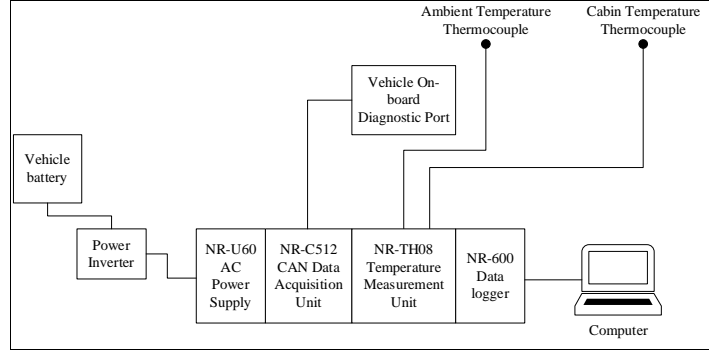 Ambient Temperature
Thermocouple
Cabin Temperature
Thermocouple
Vehicle On-
board
Diagnostic Port
Vehicle
battery
Power
Inverter
NR-U60
AC
Power
Supply
NR-C512
CAN Data
Acquisition
Unit
NR-TH08
Temperature
Measurement
Unit
NR-600
Data
logger
Computer